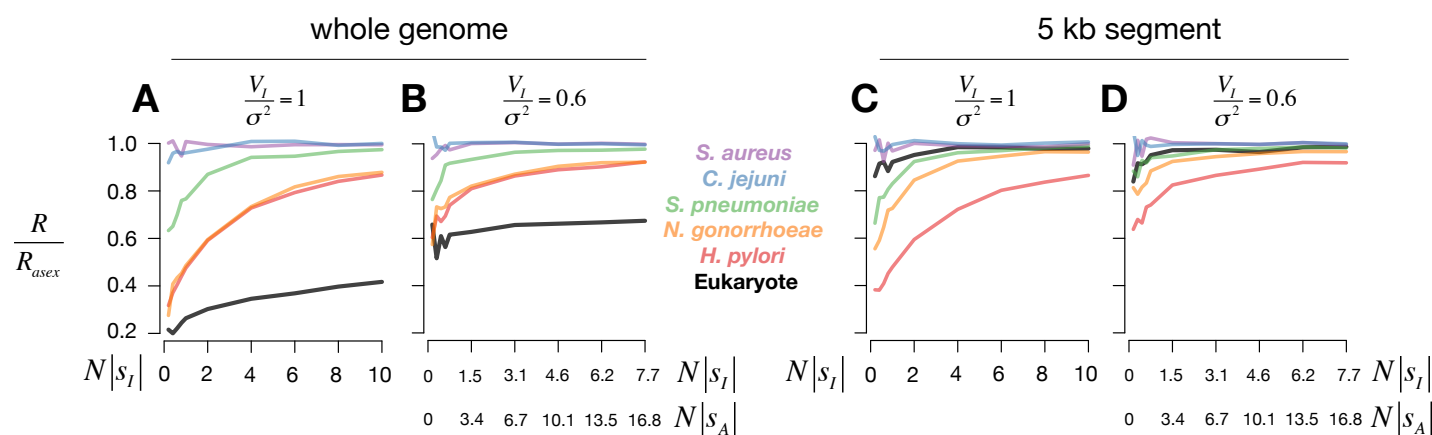 whole genome 5 kb segment
A V_I/σ² = 1 B V_I/σ² = 0.6 C V_I/σ² = 1 D V_I/σ² = 0.6
R/R_asex
1.0
0.8
0.6
0.4
0.2
S. aureus
C. jejuni
S. pneumoniae
N. gonorrhoeae
H. pylori
Eukaryote
N|s_I| 0 2 4 6 8 10
0 1.5 3.1 4.6 6.2 7.7 N|s_I|
0 3.4 6.7 10.1 13.5 16.8 N|s_A|
N|s_I| 0 2 4 6 8 10
0 1.5 3.1 4.6 6.2 7.7 N|s_I|
0 3.4 6.7 10.1 13.5 16.8 N|s_A|